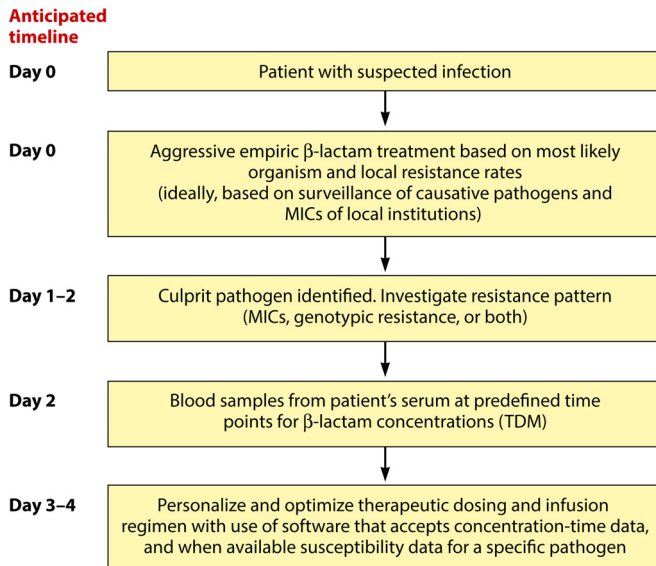 Anticipated
timeline
Day 0
Patient with suspected infection
Day 0
Aggressive empiric β-lactam treatment based on most likely
organism and local resistance rates
(ideally, based on surveillance of causative pathogens and
MICs of local institutions)
Day 1–2
Culprit pathogen identified. Investigate resistance pattern
(MICs, genotypic resistance, or both)
Day 2
Blood samples from patient’s serum at predefined time
points for β-lactam concentrations (TDM)
Day 3–4
Personalize and optimize therapeutic dosing and infusion
regimen with use of software that accepts concentration-time data,
and when available susceptibility data for a specific pathogen